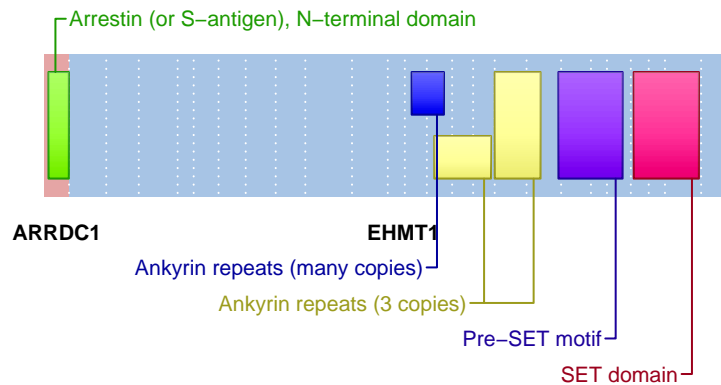 Arrestin (or S−antigen), N−terminal domain
ARRDC1
EHMT1
Ankyrin repeats (many copies)
Ankyrin repeats (3 copies)
Pre−SET motif
SET domain